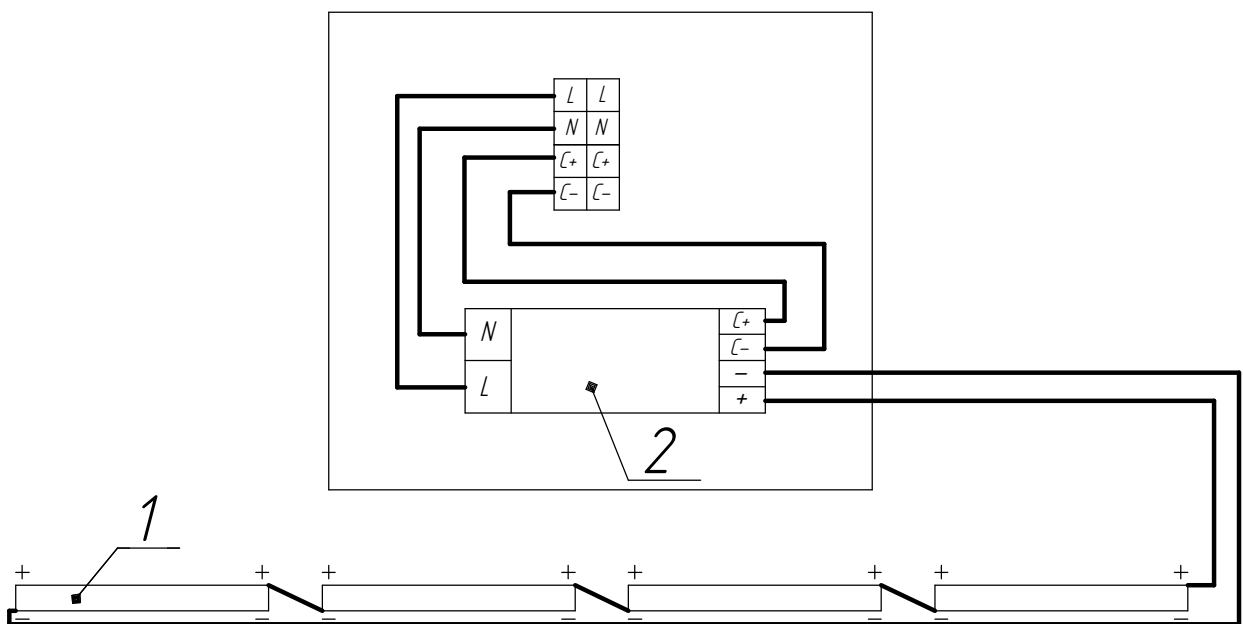 L L
N N
C+ C+
C- C-
N
L
C+
C-
-
+
2
1
+ + + + + + + +
- - - - - - - -